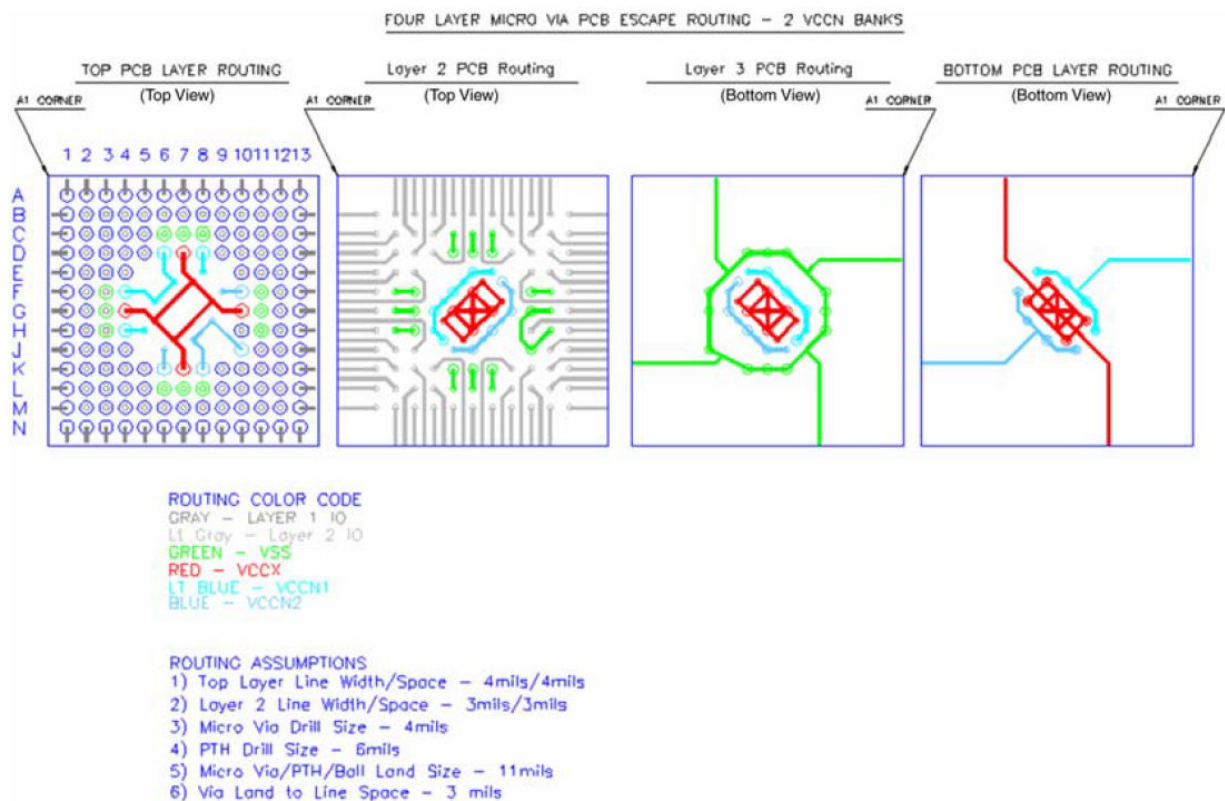 FOUR LAYER MICRO VIA PCB ESCAPE ROUTING - 2 VCCN BANKS
TOP PCB LAYER ROUTING
(Top View)
Layer 2 PCB Routing
(Top View)
Layer 3 PCB Routing
(Bottom View)
BOTTOM PCB LAYER ROUTING
(Bottom View)
A1 CORNER
A1 CORNER
A1 CORNER
A1 CORNER
1 2 3 4 5 6 7 8 9 10 11 12 13
A
B
C
D
E
F
G
H
J
K
L
M
N
ROUTING COLOR CODE
GRAY - LAYER 1 IO
Lt Gray - Layer 2 IO
GREEN - VSS
RED - VCCX
LT BLUE - VCCN1
BLUE - VCCN2
ROUTING ASSUMPTIONS
1) Top Layer Line Width/Space - 4mils/4mils
2) Layer 2 Line Width/Space - 3mils/3mils
3) Micro Via Drill Size - 4mils
4) PTH Drill Size - 6mils
5) Micro Via/PTH/Ball Land Size - 11mils
6) Via Land to Line Space - 3 mils